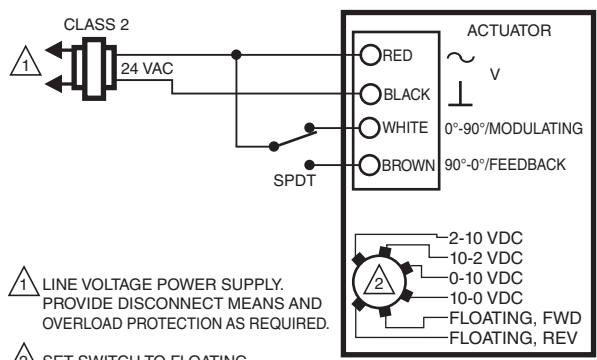 CLASS 2
ACTUATOR
1
24 VAC
RED
V
BLACK
WHITE 0°-90°/MODULATING
BROWN 90°-0°/FEEDBACK
SPDT
2-10 VDC
10-2 VDC
0-10 VDC
10-0 VDC
FLOATING, FWD
FLOATING, REV
2
1 LINE VOLTAGE POWER SUPPLY.
PROVIDE DISCONNECT MEANS AND
OVERLOAD PROTECTION AS REQUIRED.
2 SET SWITCH TO FLOATING